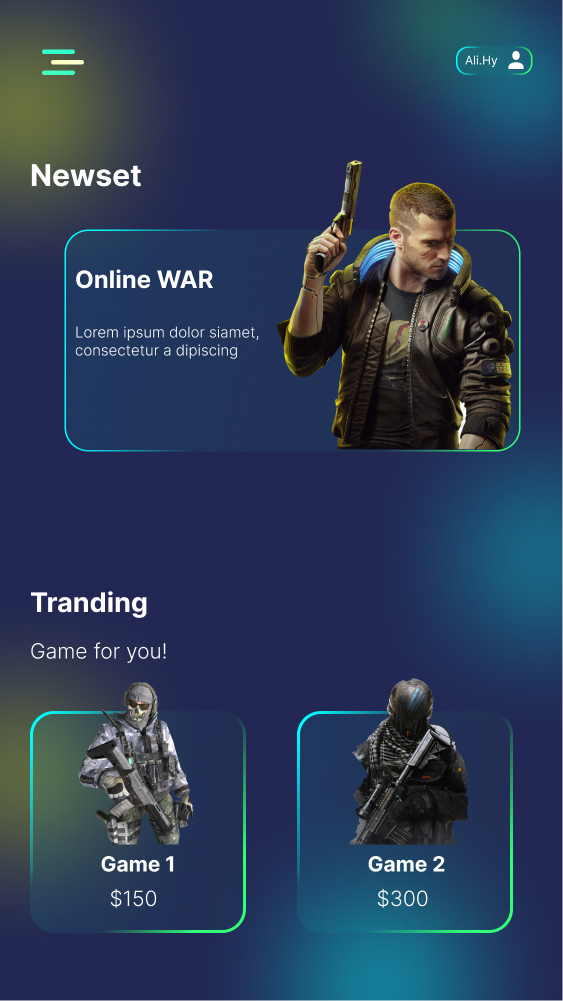 Ali.Hy
Newset
Online WAR
Lorem ipsum dolor siamet,
consectetur a dipiscing
Tranding
Game for you!
Game 1
$150
Game 2
$300